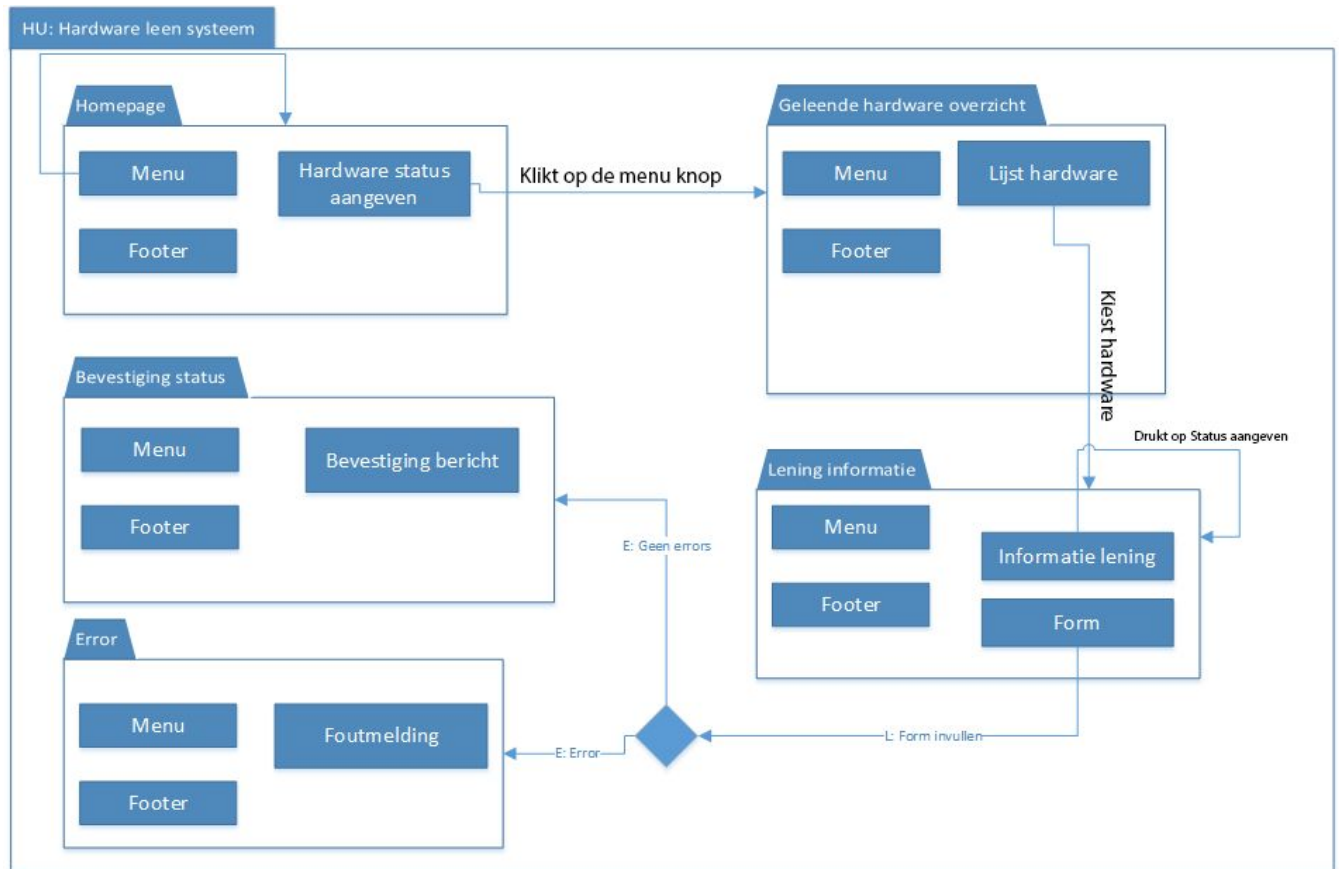 HU: Hardware leen systeem
Homepage
Menu
Hardware status
aangeven
Footer
Klikt op de menu knop
Geleende hardware overzicht
Menu
Lijst hardware
Footer
Kiest hardware
Bevestiging status
Menu
Bevestiging bericht
Footer
Drukt op Status aangeven
Lening informatie
Menu
Informatie lening
Footer
Form
E: Geen errors
Error
Menu
Foutmelding
Footer
E: Error
L: Form invullen